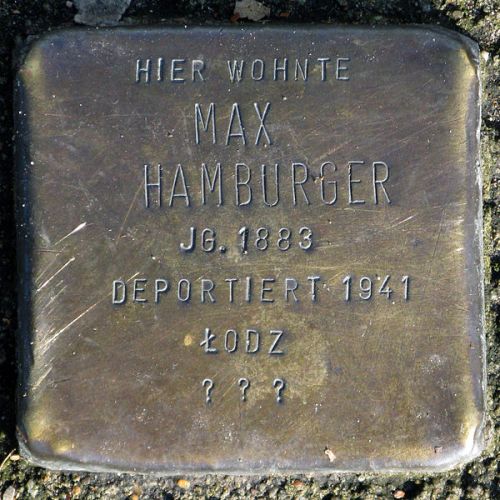 HIER WOHNTE
MAX
HAMBURGER
JG. 1883
DEPORTIERT 1941
ŁODZ
? ? ?